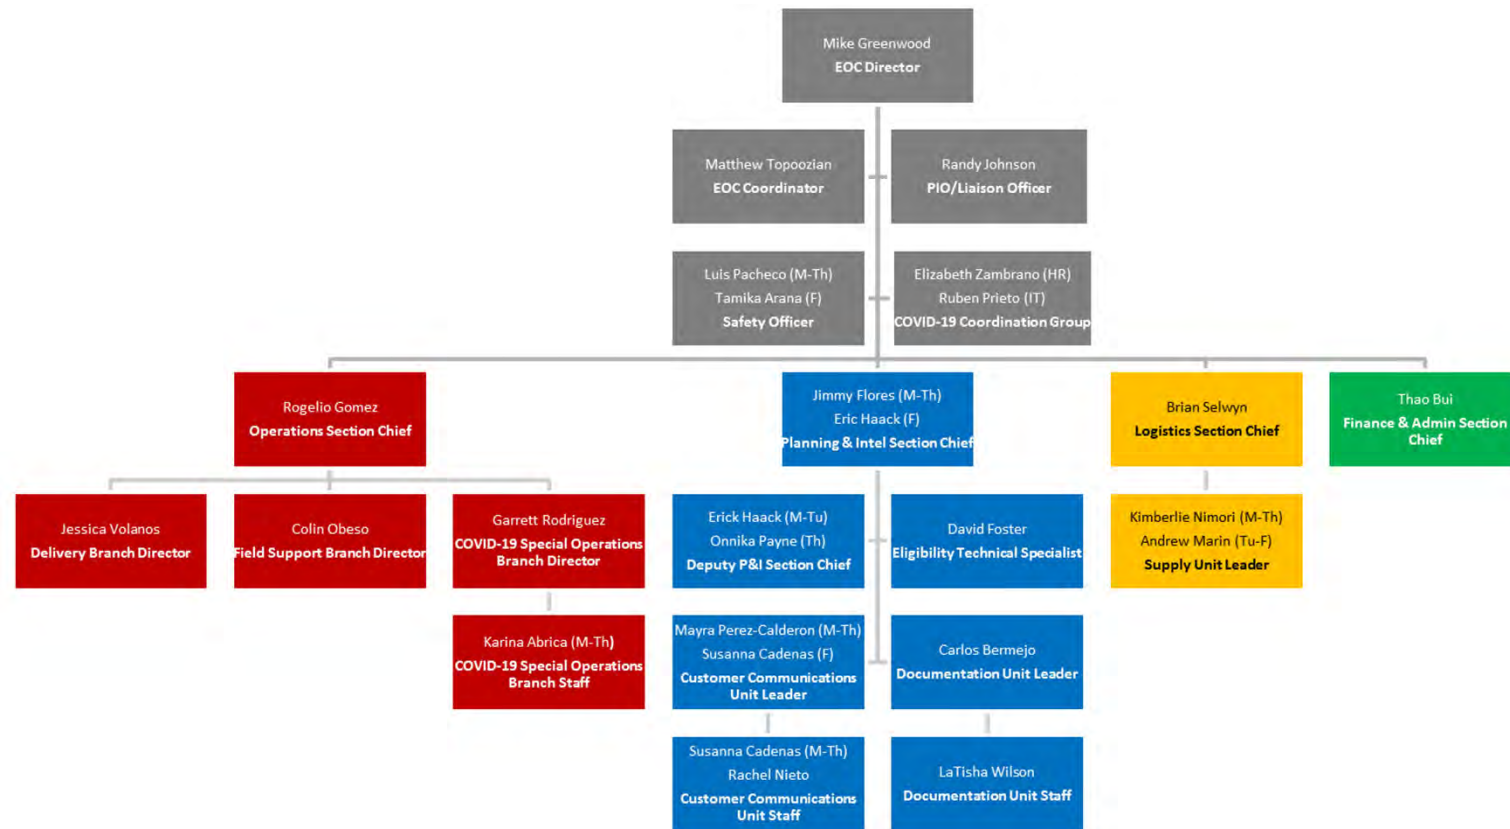 Mike Greenwood
EOC Director
Matthew Topoozian
EOC Coordinator
Randy Johnson
PIO/Liaison Officer
Luis Pacheco (M-Th)
Tamika Arana (F)
Safety Officer
Elizabeth Zambrano (HR)
Ruben Prieto (IT)
COVID-19 Coordination Group
Rogelio Gomez
Operations Section Chief
Jimmy Flores (M-Th)
Eric Haack (F)
Planning & Intel Section Chief
Brian Selwyn
Logistics Section Chief
Thao Bui
Finance & Admin Section
Chief
Jessica Volanos
Delivery Branch Director
Colin Obeso
Field Support Branch Director
Garrett Rodriguez
COVID-19 Special Operations
Branch Director
Erick Haack (M-Tu)
Onnika Payne (Th)
Deputy P&I Section Chief
David Foster
Eligibility Technical Specialist
Kimberlie Nimori (M-Th)
Andrew Marin (Tu-F)
Supply Unit Leader
Karina Abrica (M-Th)
COVID-19 Special Operations
Branch Staff
Mayra Perez-Calderon (M-Th)
Susanna Cadenas (F)
Customer Communications
Unit Leader
Carlos Bermejo
Documentation Unit Leader
Susanna Cadenas (M-Th)
Rachel Nieto
Customer Communications
Unit Staff
LaTisha Wilson
Documentation Unit Staff